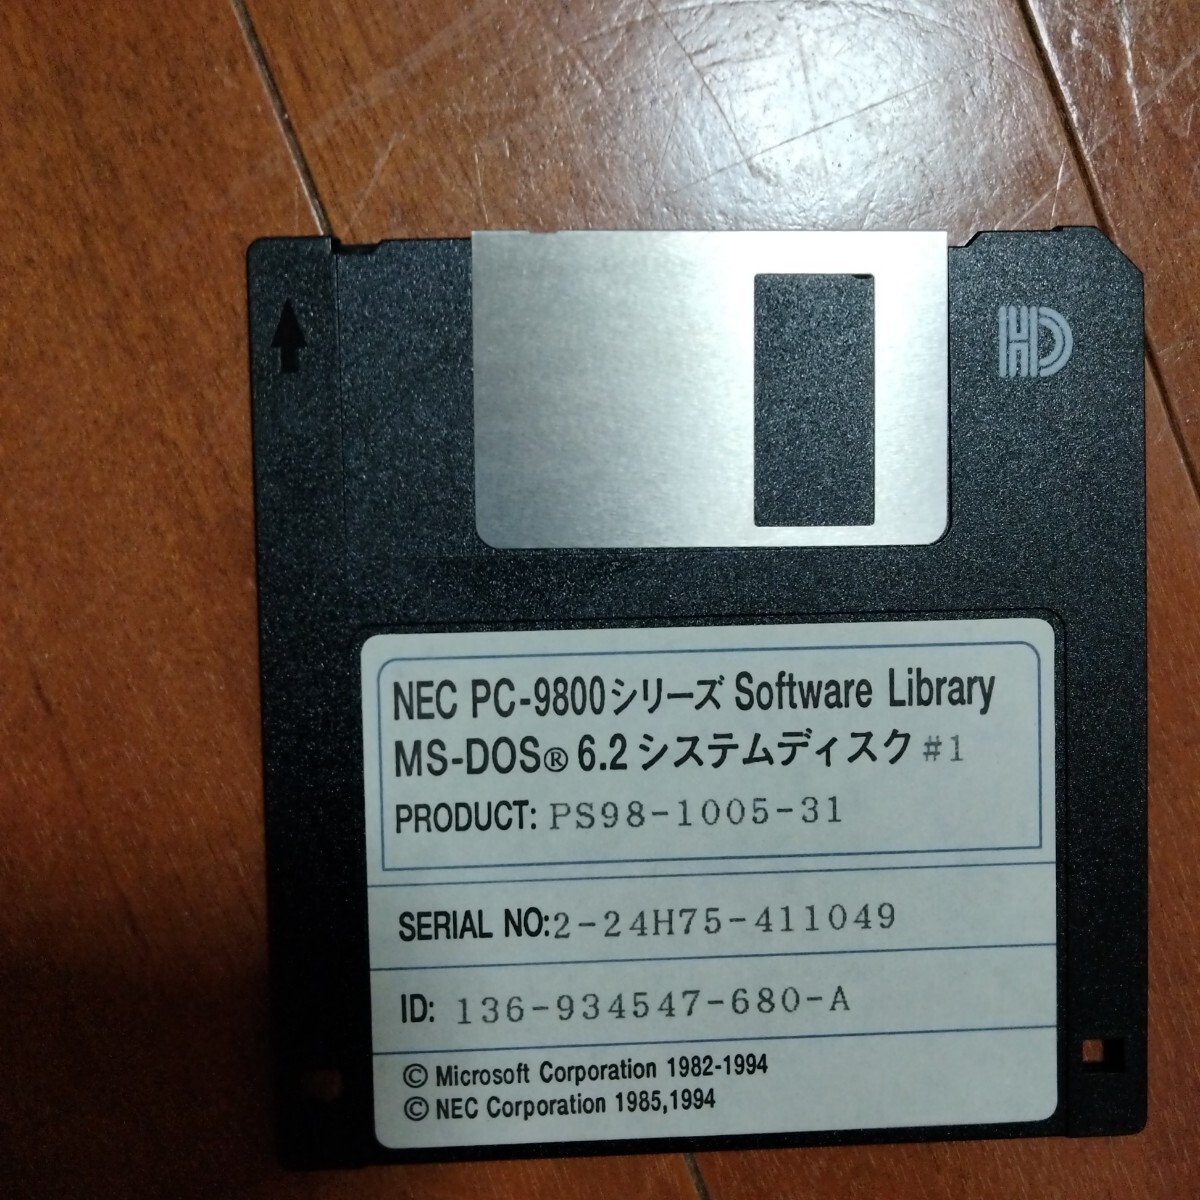 HD
NEC PC-9800シリーズ Software Library
MS-DOS® 6.2 システムディスク #1
PRODUCT: PS98-1005-31
SERIAL NO:2-24H75-411049
ID: 136-934547-680-A
© Microsoft Corporation 1982-1994
© NEC Corporation 1985,1994